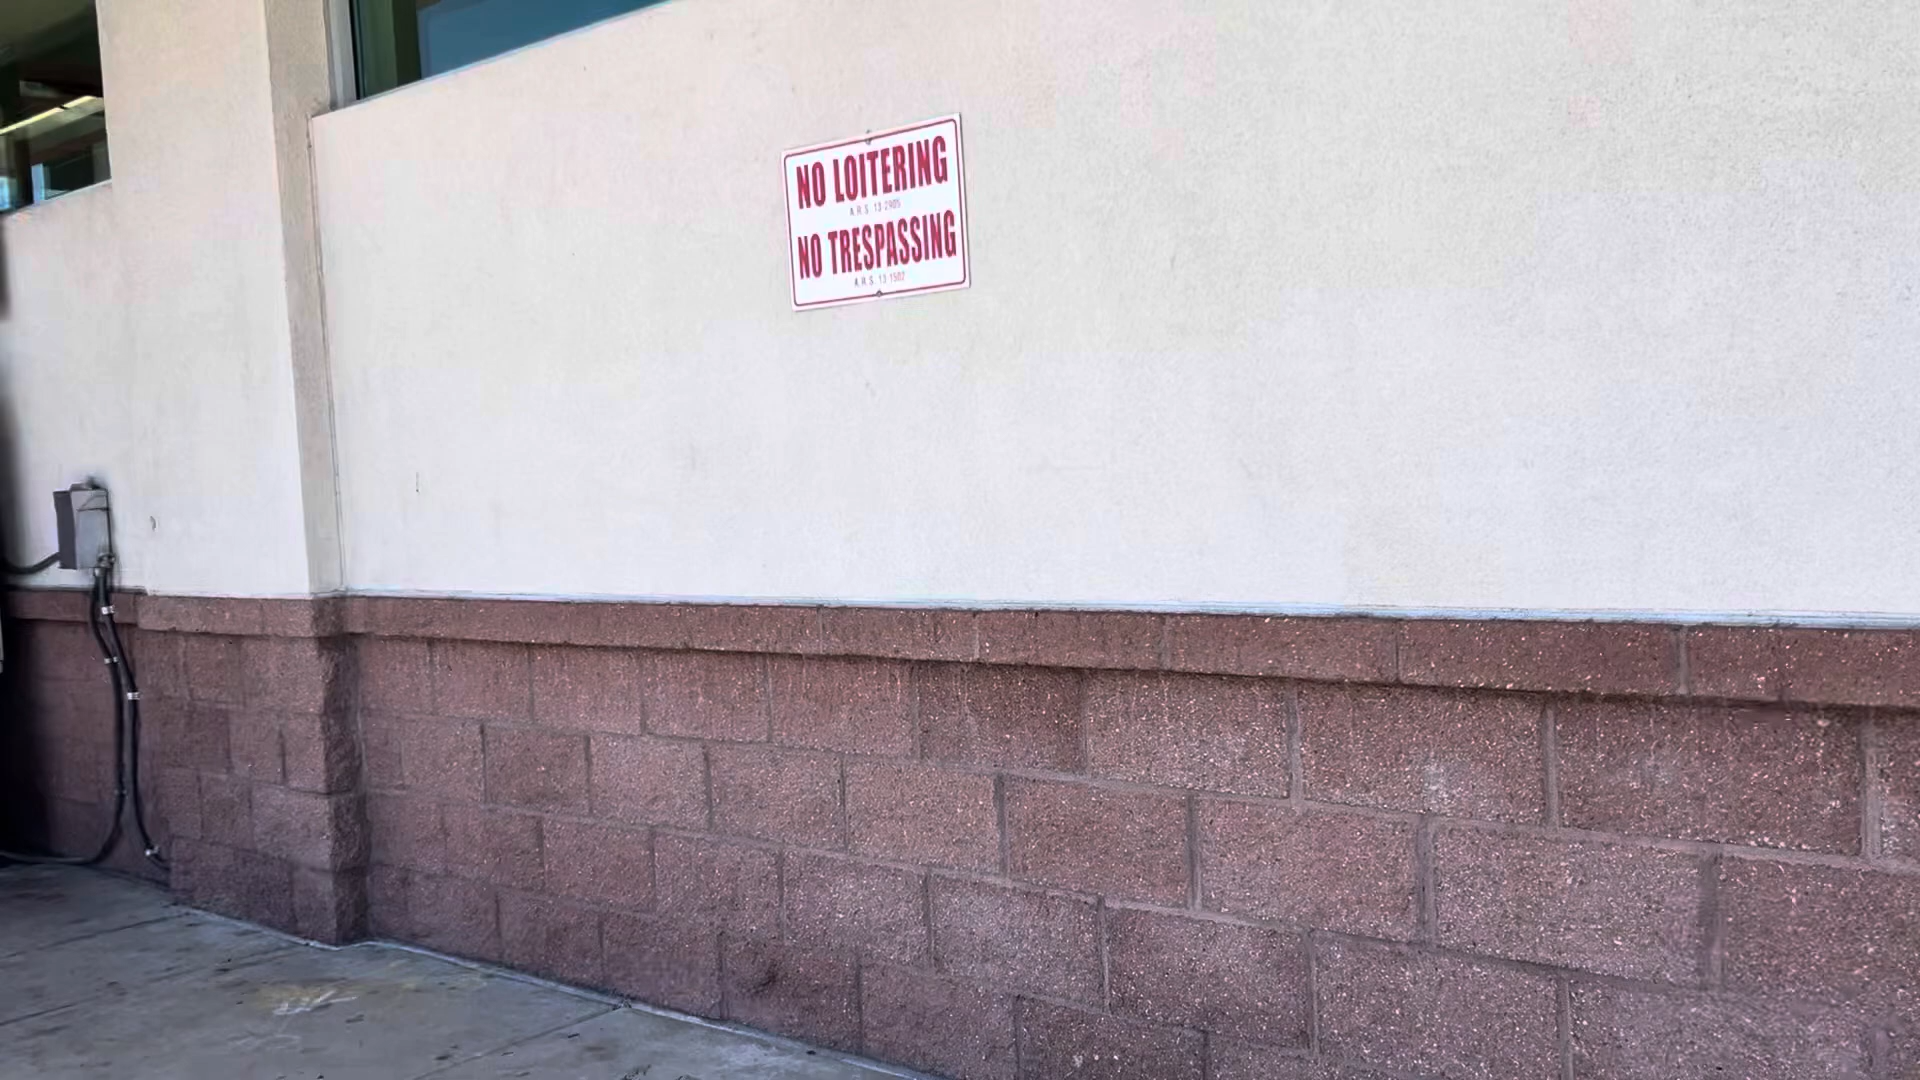 NO LOITERING
A.R.S. 13-2905
NO TRESPASSING
A.R.S. 13-1502